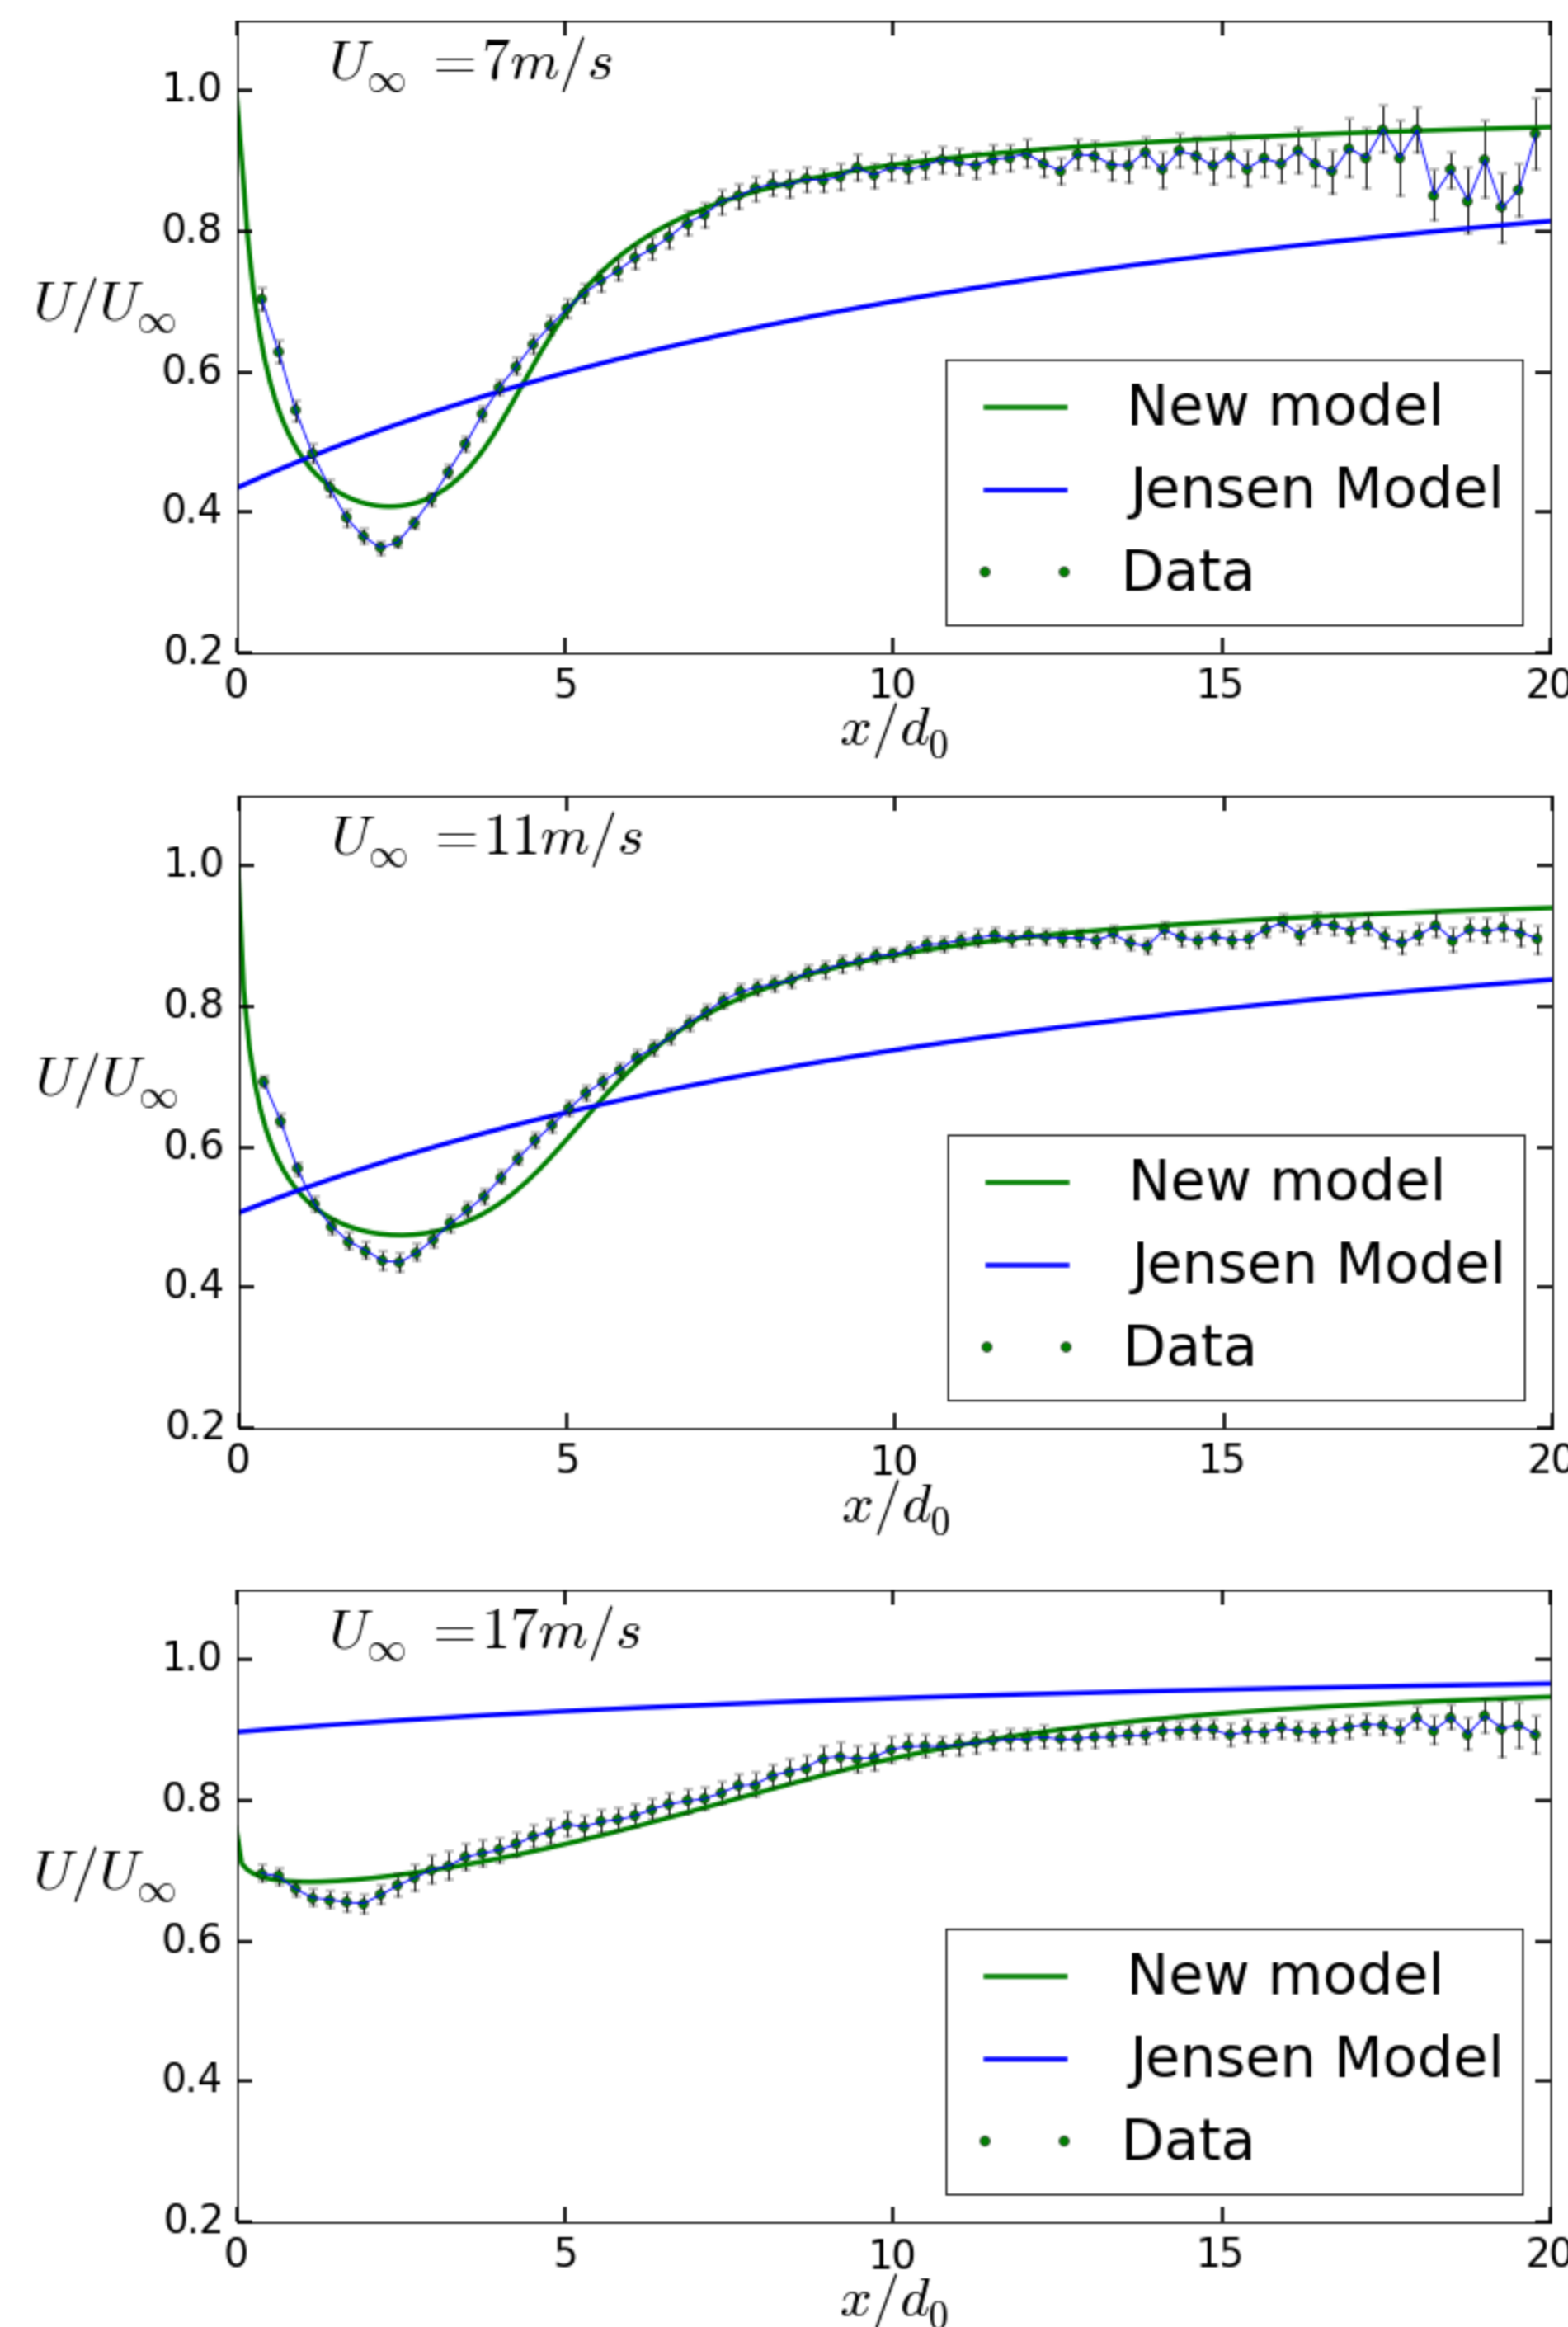 U∞ =7m/s
1.0
0.8
U/U∞
0.6
New model
Jensen Model
0.4
Data
0.2
0 5 10 15 20
x/d0
U∞ =11m/s
1.0
0.8
U/U∞
0.6
New model
Jensen Model
0.4
Data
0.2
0 5 10 15 20
x/d0
U∞ =17m/s
1.0
0.8
U/U∞
0.6
New model
Jensen Model
0.4
Data
0.2
0 5 10 15 20
x/d0